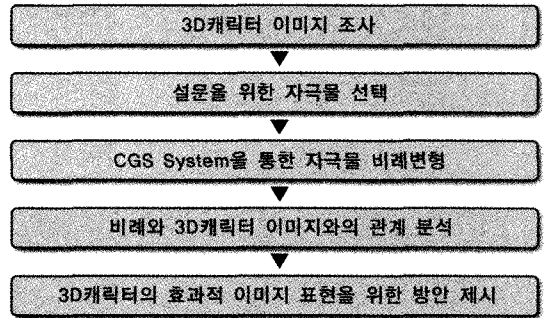 3D캐릭터 이미지 조사
설문을 위한 자극물 선택
CGS System을 통한 자극물 비례변형
비례와 3D캐릭터 이미지와의 관계 분석
3D캐릭터의 효과적 이미지 표현을 위한 방안 제시